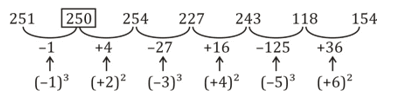 251 250 254 227 243 118 154
−1 +4 −27 +16 −125 +36
(−1)³ (+2)² (−3)³ (+4)² (−5)³ (+6)²